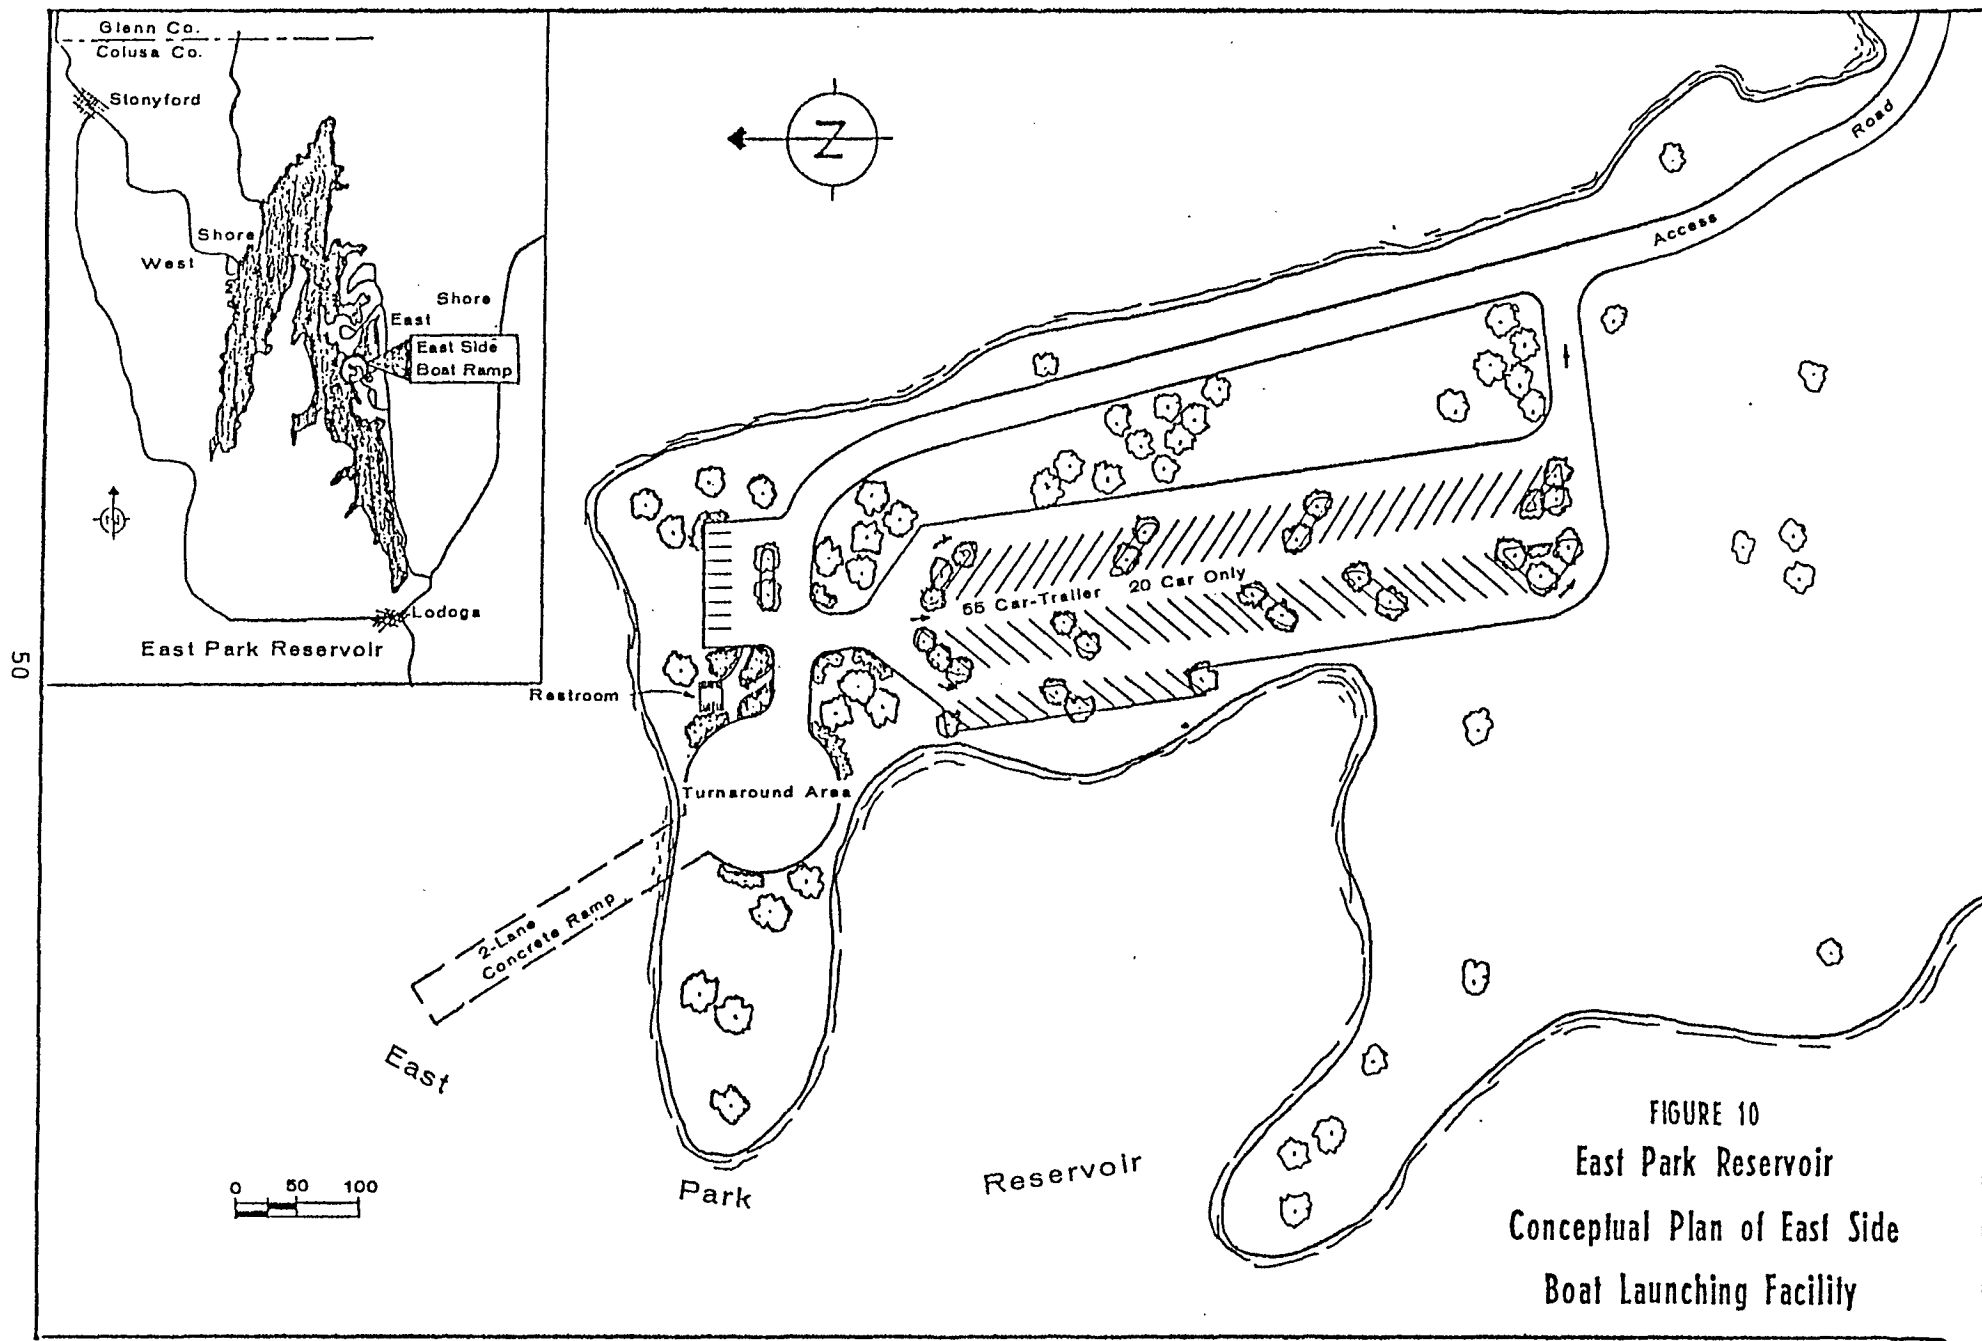 Glenn Co.
Colusa Co.
Stonyford
Shore
West
Shore
East
East Side
Boat Ramp
N
Lodoga
East Park Reservoir
50
N
Road
Access
55 Car-Trailer 20 Car Only
Restroom
Turnaround Area
2-Lane
Concrete Ramp
East
Park
Reservoir
0 50 100
FIGURE 10
East Park Reservoir
Conceptual Plan of East Side
Boat Launching Facility